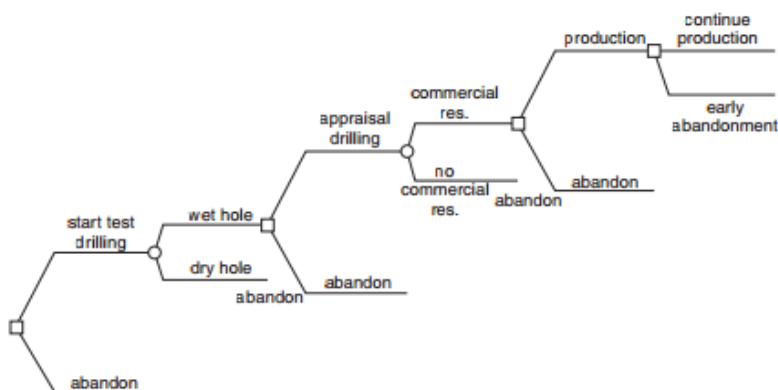 continue
production
production
early
abandonment
commercial
res.
appraisal
drilling
no
commercial
res.
abandon
abandon
start test
drilling
wet hole
dry hole
abandon
abandon
abandon